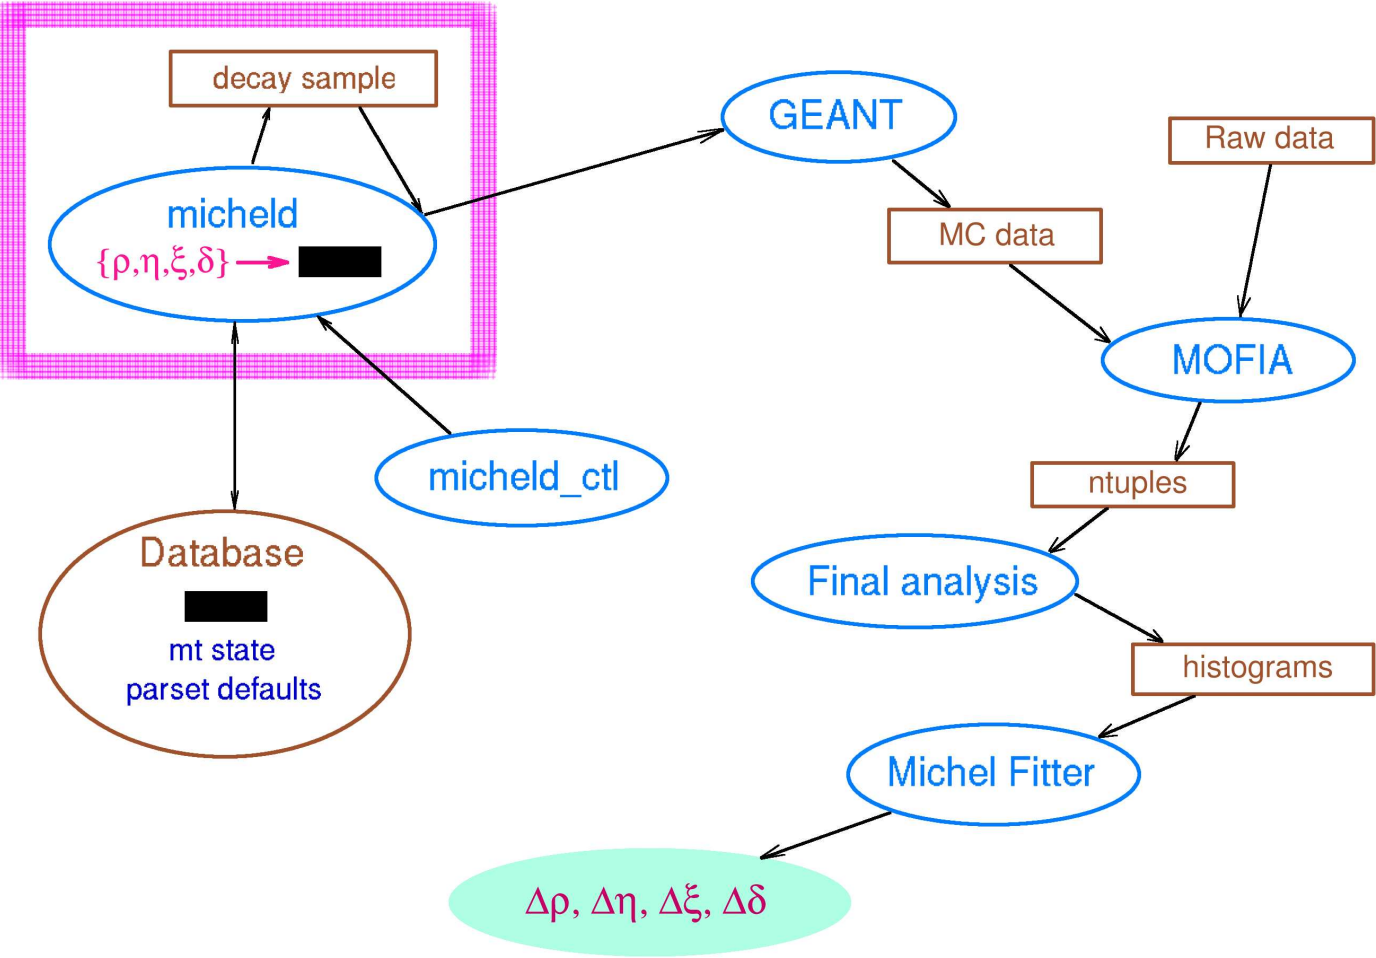 decay sample
micheld
{ρ,η,ξ,δ}
GEANT
Raw data
MC data
MOFIA
micheld_ctl
ntuples
Database
mt state
parset defaults
Final analysis
histograms
Michel Fitter
Δρ, Δη, Δξ, Δδ